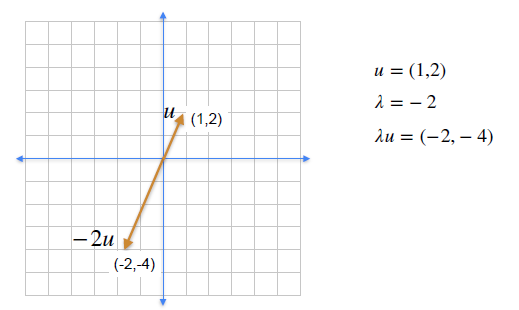 u (1,2)
−2u
(-2,-4)
u = (1,2)
λ = − 2
λu = (−2, − 4)